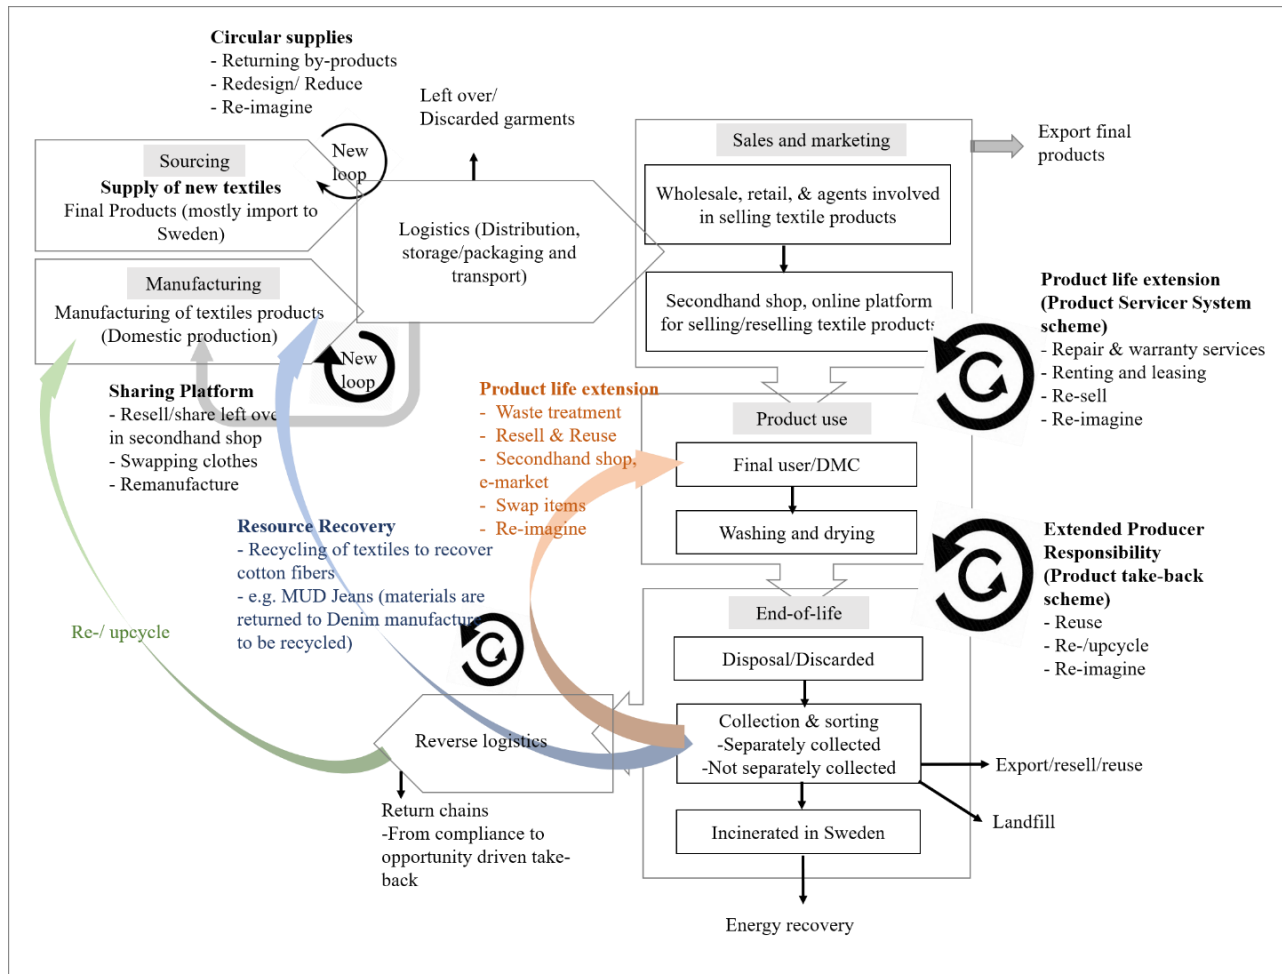 Circular supplies
- Returning by-products
- Redesign/ Reduce
- Re-imagine
Left over/
Discarded garments
New
loop
Sourcing
Supply of new textiles
Final Products (mostly import to
Sweden)
Manufacturing
Manufacturing of textiles products
(Domestic production)
New
loop
Logistics (Distribution,
storage/packaging and
transport)
Sales and marketing
Wholesale, retail, & agents involved
in selling textile products
Secondhand shop, online platform
for selling/reselling textile products
Export final
products
Product life extension
(Product Servicer System
scheme)
- Repair & warranty services
- Renting and leasing
- Re-sell
- Re-imagine
Sharing Platform
- Resell/share left over
in secondhand shop
- Swapping clothes
- Remanufacture
Product life extension
- Waste treatment
- Resell & Reuse
- Secondhand shop,
e-market
- Swap items
- Re-imagine
Product use
Final user/DMC
Washing and drying
Resource Recovery
- Recycling of textiles to recover
cotton fibers
- e.g. MUD Jeans (materials are
returned to Denim manufacture
to be recycled)
Re-/ upcycle
Extended Producer
Responsibility
(Product take-back
scheme)
- Reuse
- Re-/upcycle
- Re-imagine
End-of-life
Disposal/Discarded
Collection & sorting
-Separately collected
-Not separately collected
Incinerated in Sweden
Energy recovery
Export/resell/reuse
Landfill
Reverse logistics
Return chains
-From compliance to
opportunity driven take-
back